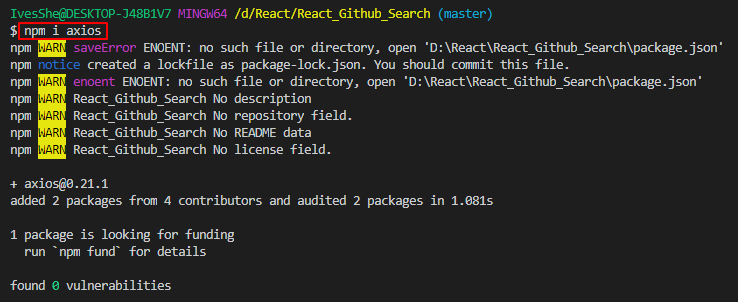 IvesShe@DESKTOP-J48B1V7 MINGW64 /d/React/React_Github_Search (master)
$ npm i axios
npm WARN saveError ENOENT: no such file or directory, open 'D:\React\React_Github_Search\package.json'
npm notice created a lockfile as package-lock.json. You should commit this file.
npm WARN enoent ENOENT: no such file or directory, open 'D:\React\React_Github_Search\package.json'
npm WARN React_Github_Search No description
npm WARN React_Github_Search No repository field.
npm WARN React_Github_Search No README data
npm WARN React_Github_Search No license field.
+ axios@0.21.1
added 2 packages from 4 contributors and audited 2 packages in 1.081s
1 package is looking for funding
run `npm fund` for details
found 0 vulnerabilities